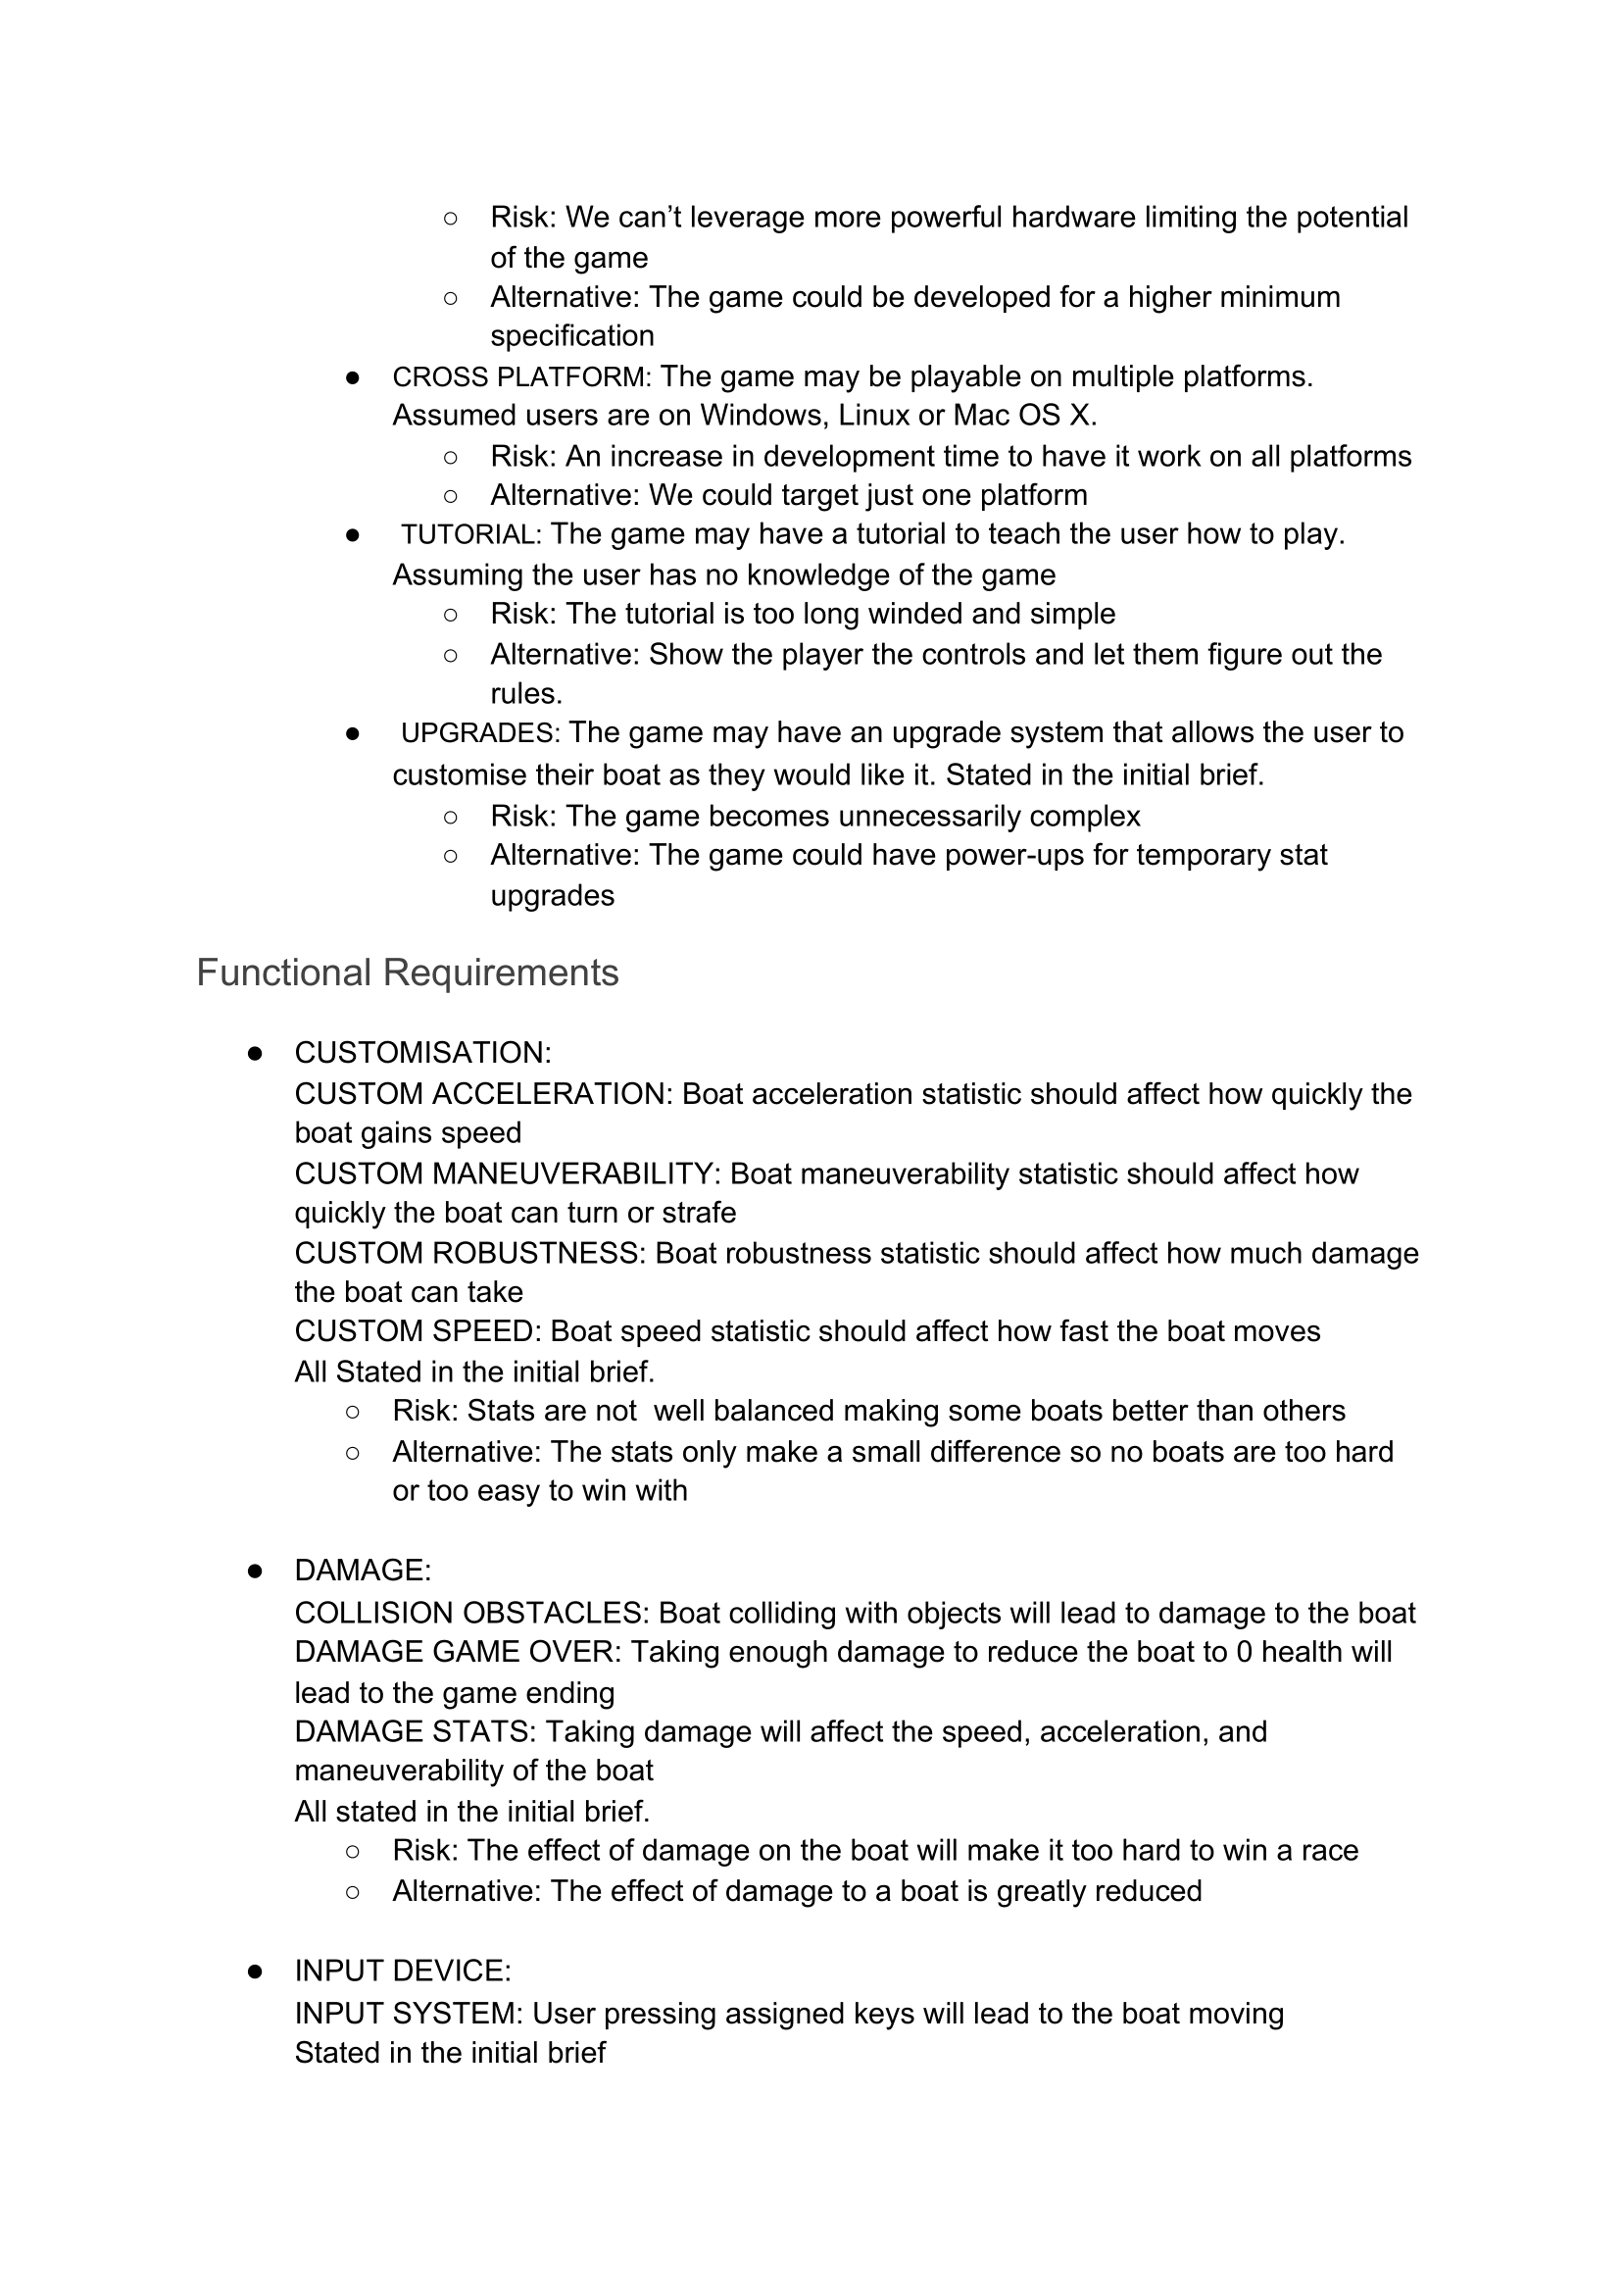 ○ Risk: We can’t leverage more powerful hardware limiting the potential
of the game
○ Alternative: The game could be developed for a higher minimum
specification
● CROSS PLATFORM: The game may be playable on multiple platforms.
Assumed users are on Windows, Linux or Mac OS X.
○ Risk: An increase in development time to have it work on all platforms
○ Alternative: We could target just one platform
● TUTORIAL: The game may have a tutorial to teach the user how to play.
Assuming the user has no knowledge of the game
○ Risk: The tutorial is too long winded and simple
○ Alternative: Show the player the controls and let them figure out the
rules.
● UPGRADES: The game may have an upgrade system that allows the user to
customise their boat as they would like it. Stated in the initial brief.
○ Risk: The game becomes unnecessarily complex
○ Alternative: The game could have power-ups for temporary stat
upgrades
Functional Requirements
● CUSTOMISATION:
CUSTOM ACCELERATION: Boat acceleration statistic should affect how quickly the
boat gains speed
CUSTOM MANEUVERABILITY: Boat maneuverability statistic should affect how
quickly the boat can turn or strafe
CUSTOM ROBUSTNESS: Boat robustness statistic should affect how much damage
the boat can take
CUSTOM SPEED: Boat speed statistic should affect how fast the boat moves
All Stated in the initial brief.
○ Risk: Stats are not  well balanced making some boats better than others
○ Alternative: The stats only make a small difference so no boats are too hard
or too easy to win with
● DAMAGE:
COLLISION OBSTACLES: Boat colliding with objects will lead to damage to the boat
DAMAGE GAME OVER: Taking enough damage to reduce the boat to 0 health will
lead to the game ending
DAMAGE STATS: Taking damage will affect the speed, acceleration, and
maneuverability of the boat
All stated in the initial brief.
○ Risk: The effect of damage on the boat will make it too hard to win a race
○ Alternative: The effect of damage to a boat is greatly reduced
● INPUT DEVICE:
INPUT SYSTEM: User pressing assigned keys will lead to the boat moving
Stated in the initial brief